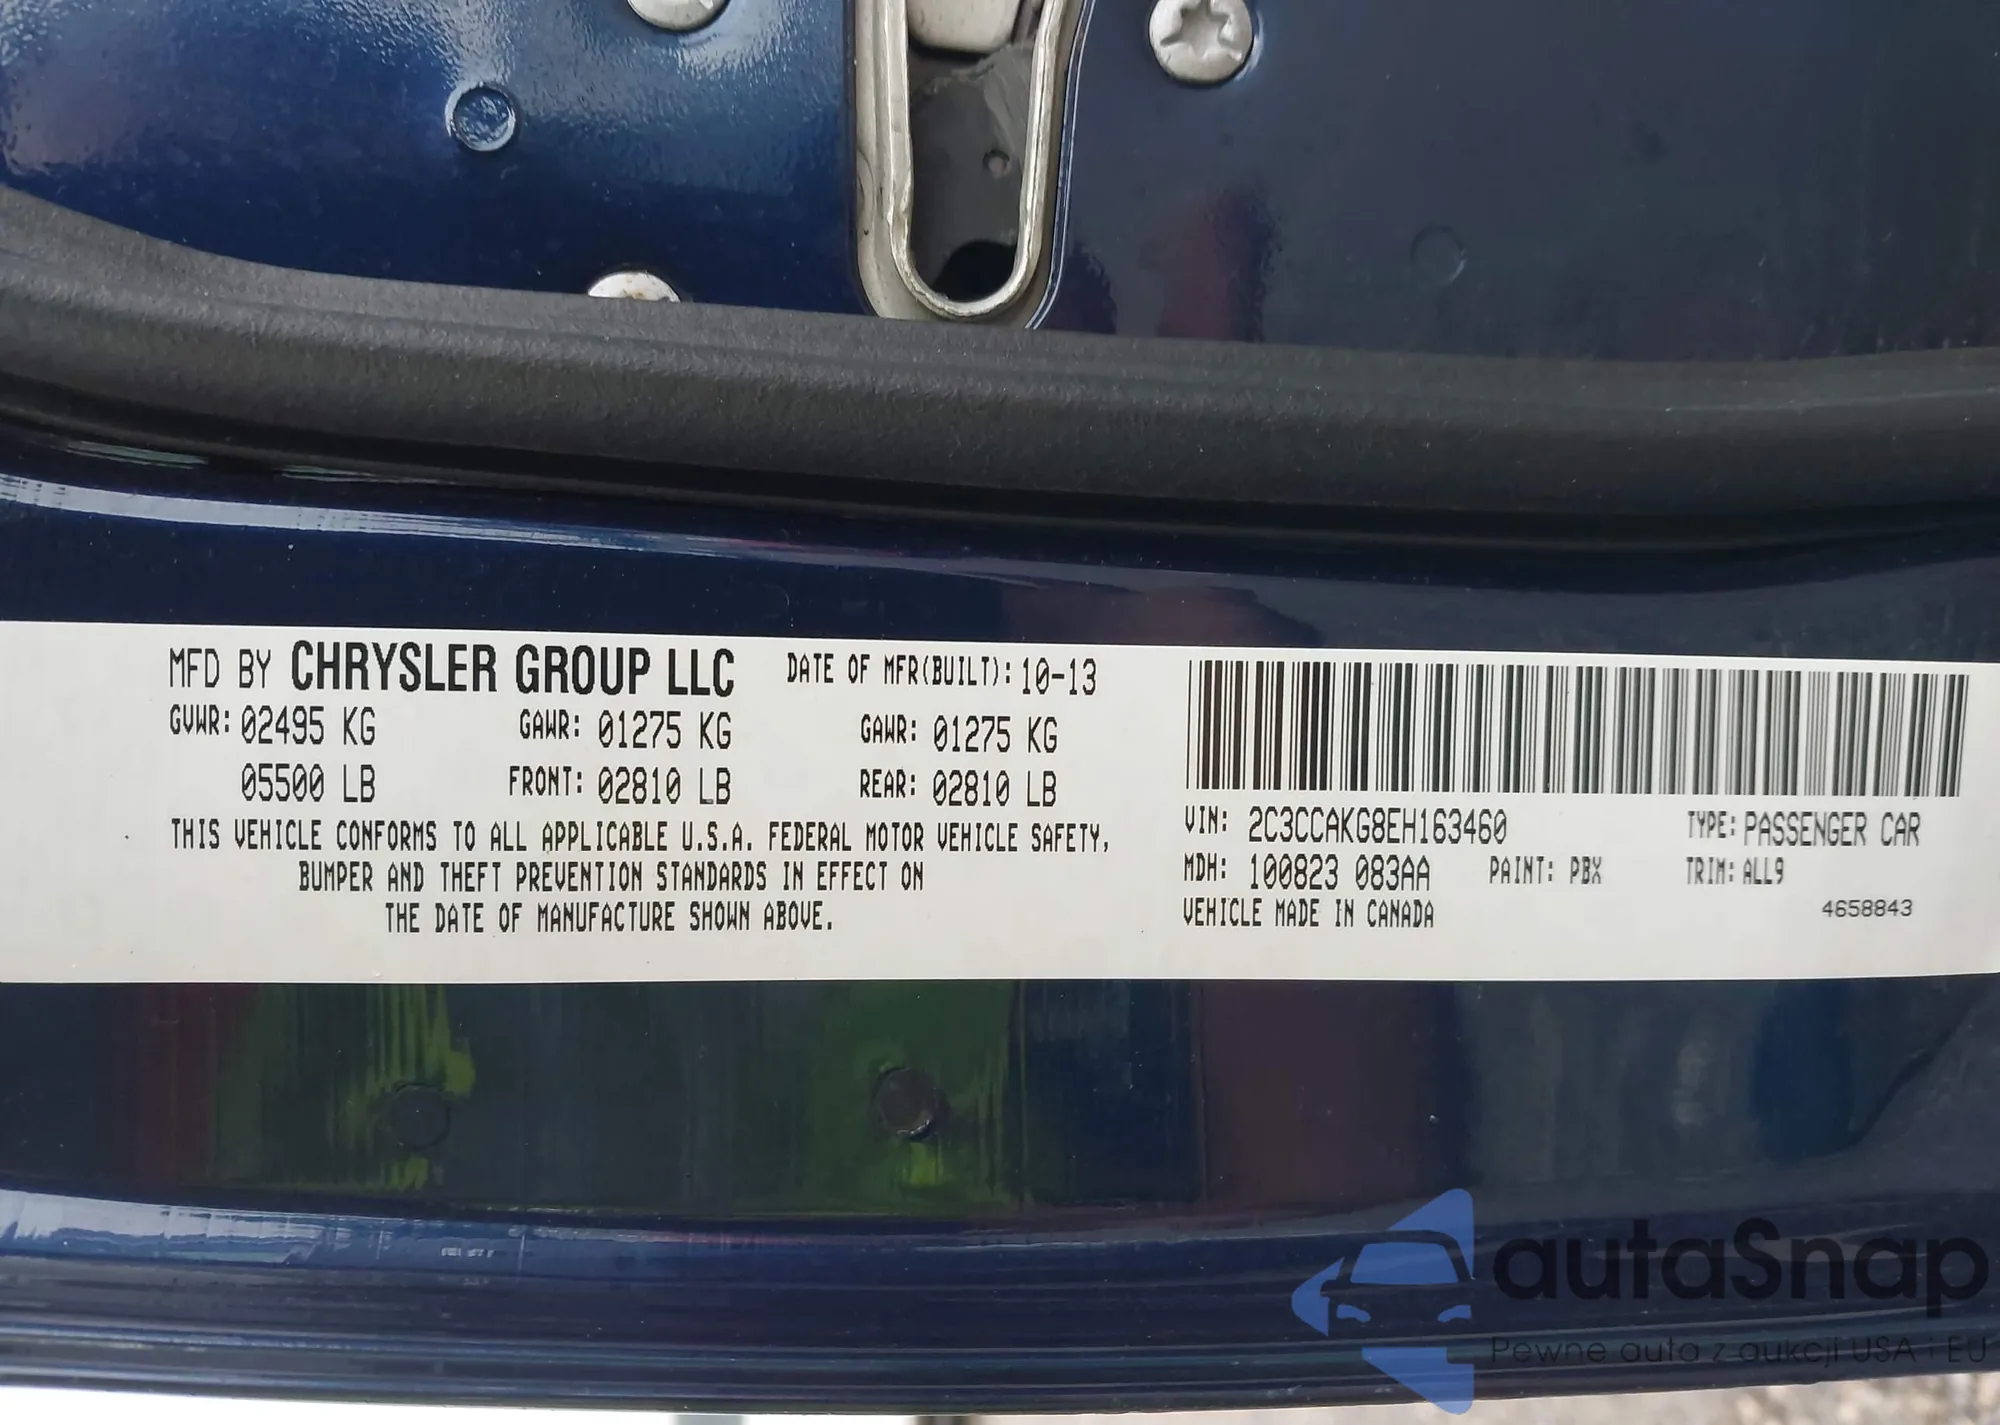 MFD BY CHRYSLER GROUP LLC DATE OF MFR(BUILT): 10-13
GVWR: 02495 KG GAWR: 01275 KG GAWR: 01275 KG
05500 LB FRONT: 02810 LB REAR: 02810 LB
THIS VEHICLE CONFORMS TO ALL APPLICABLE U.S.A. FEDERAL MOTOR VEHICLE SAFETY,
BUMPER AND THEFT PREVENTION STANDARDS IN EFFECT ON
THE DATE OF MANUFACTURE SHOWN ABOVE.
VIN: 2C3CCAKG8EH163460 TYPE: PASSENGER CAR
MDH: 100823 083AA PAINT: PBX TRIM: ALL9
VEHICLE MADE IN CANADA 4658843
autaSnap
Pewne auta z aukcji USA i EU